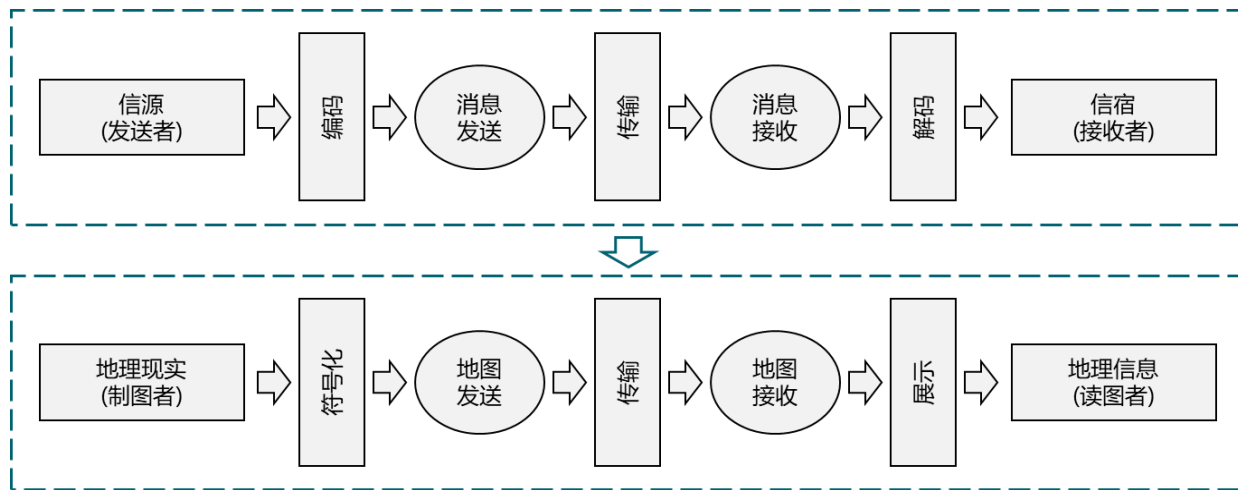 信源
(发送者)
编码
消息
发送
传输
消息
接收
解码
信宿
(接收者)
地理现实
(制图者)
符号化
地图
发送
传输
地图
接收
展示
地理信息
(读图者)